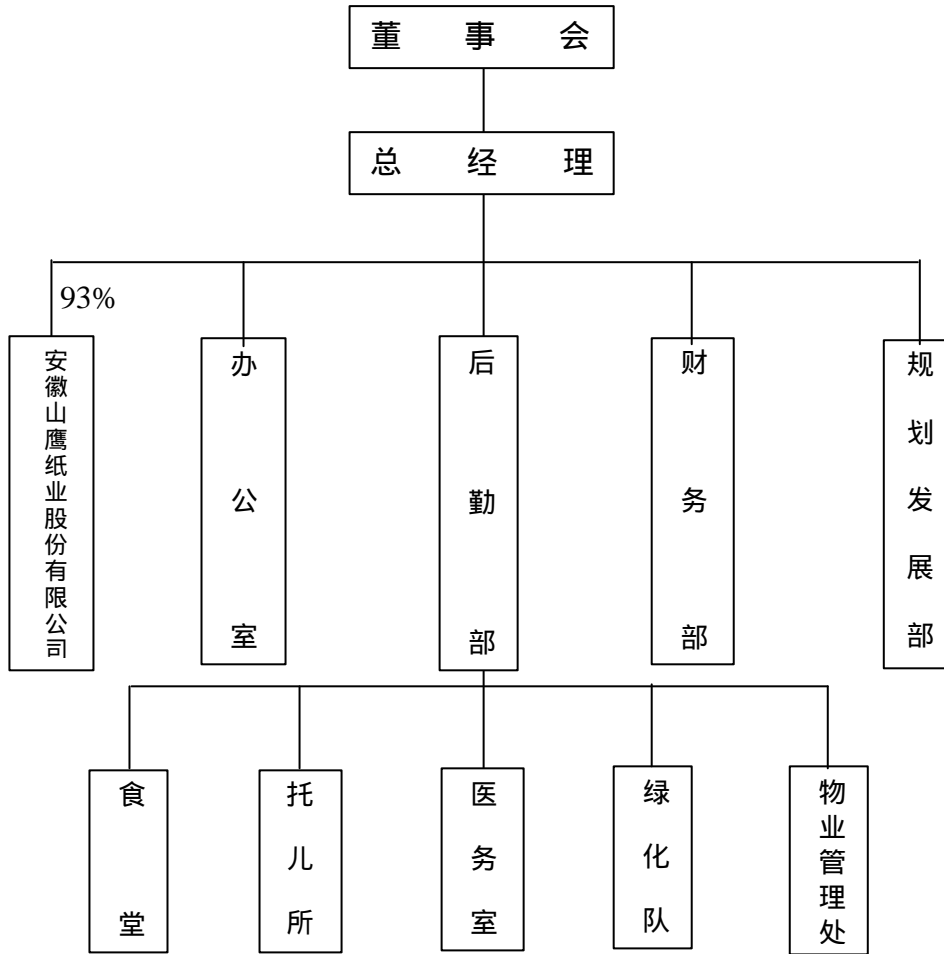 董事会
总经理
93%
安徽山鹰纸业股份有限公司
办公室
后勤部
财务部
规划发展部
食堂
托儿所
医务室
绿化队
物业管理处